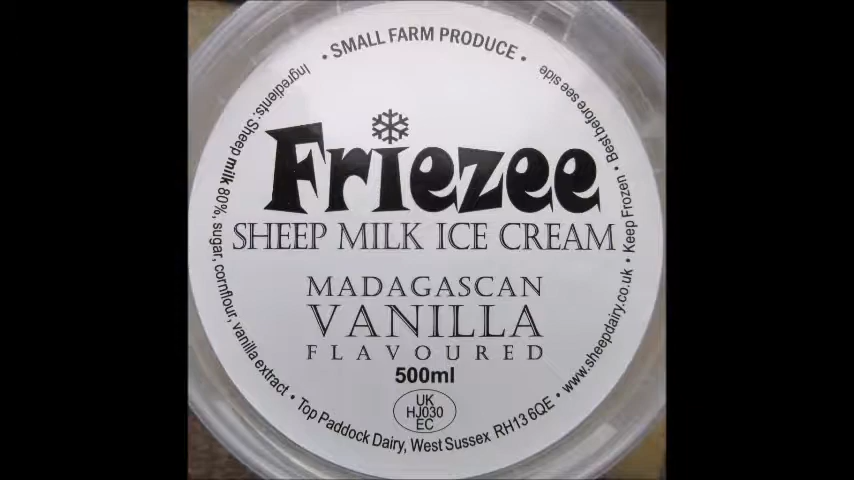 • SMALL FARM PRODUCE •
Friezee
SHEEP MILK ICE CREAM
MADAGASCAN
VANILLA
FLAVOURED
500ml
UK
HJ030
EC
Ingredients: Sheep milk 80%, sugar, cornflour, vanilla extract • Top Paddock Dairy, West Sussex RH13 6QE • www.sheepdairy.co.uk • Keep Frozen • Best before see side